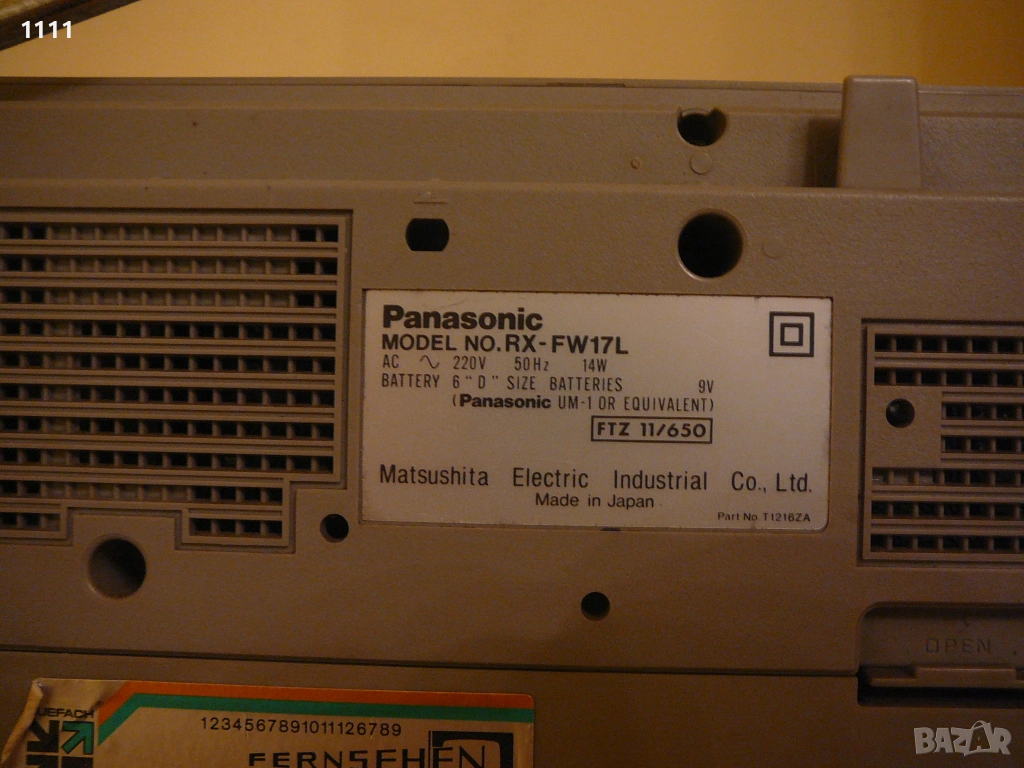 1111
Panasonic
MODEL NO. RX-FW17L
AC 220V 50Hz 14W
BATTERY 6 "D" SIZE BATTERIES 9V
(Panasonic UM-1 OR EQUIVALENT)
FTZ 11/650
Matsushita Electric Industrial Co., Ltd.
Made in Japan
Part No. T1216ZA
OPEN
1234567891011126789
FERNSEHEN
BAZAR